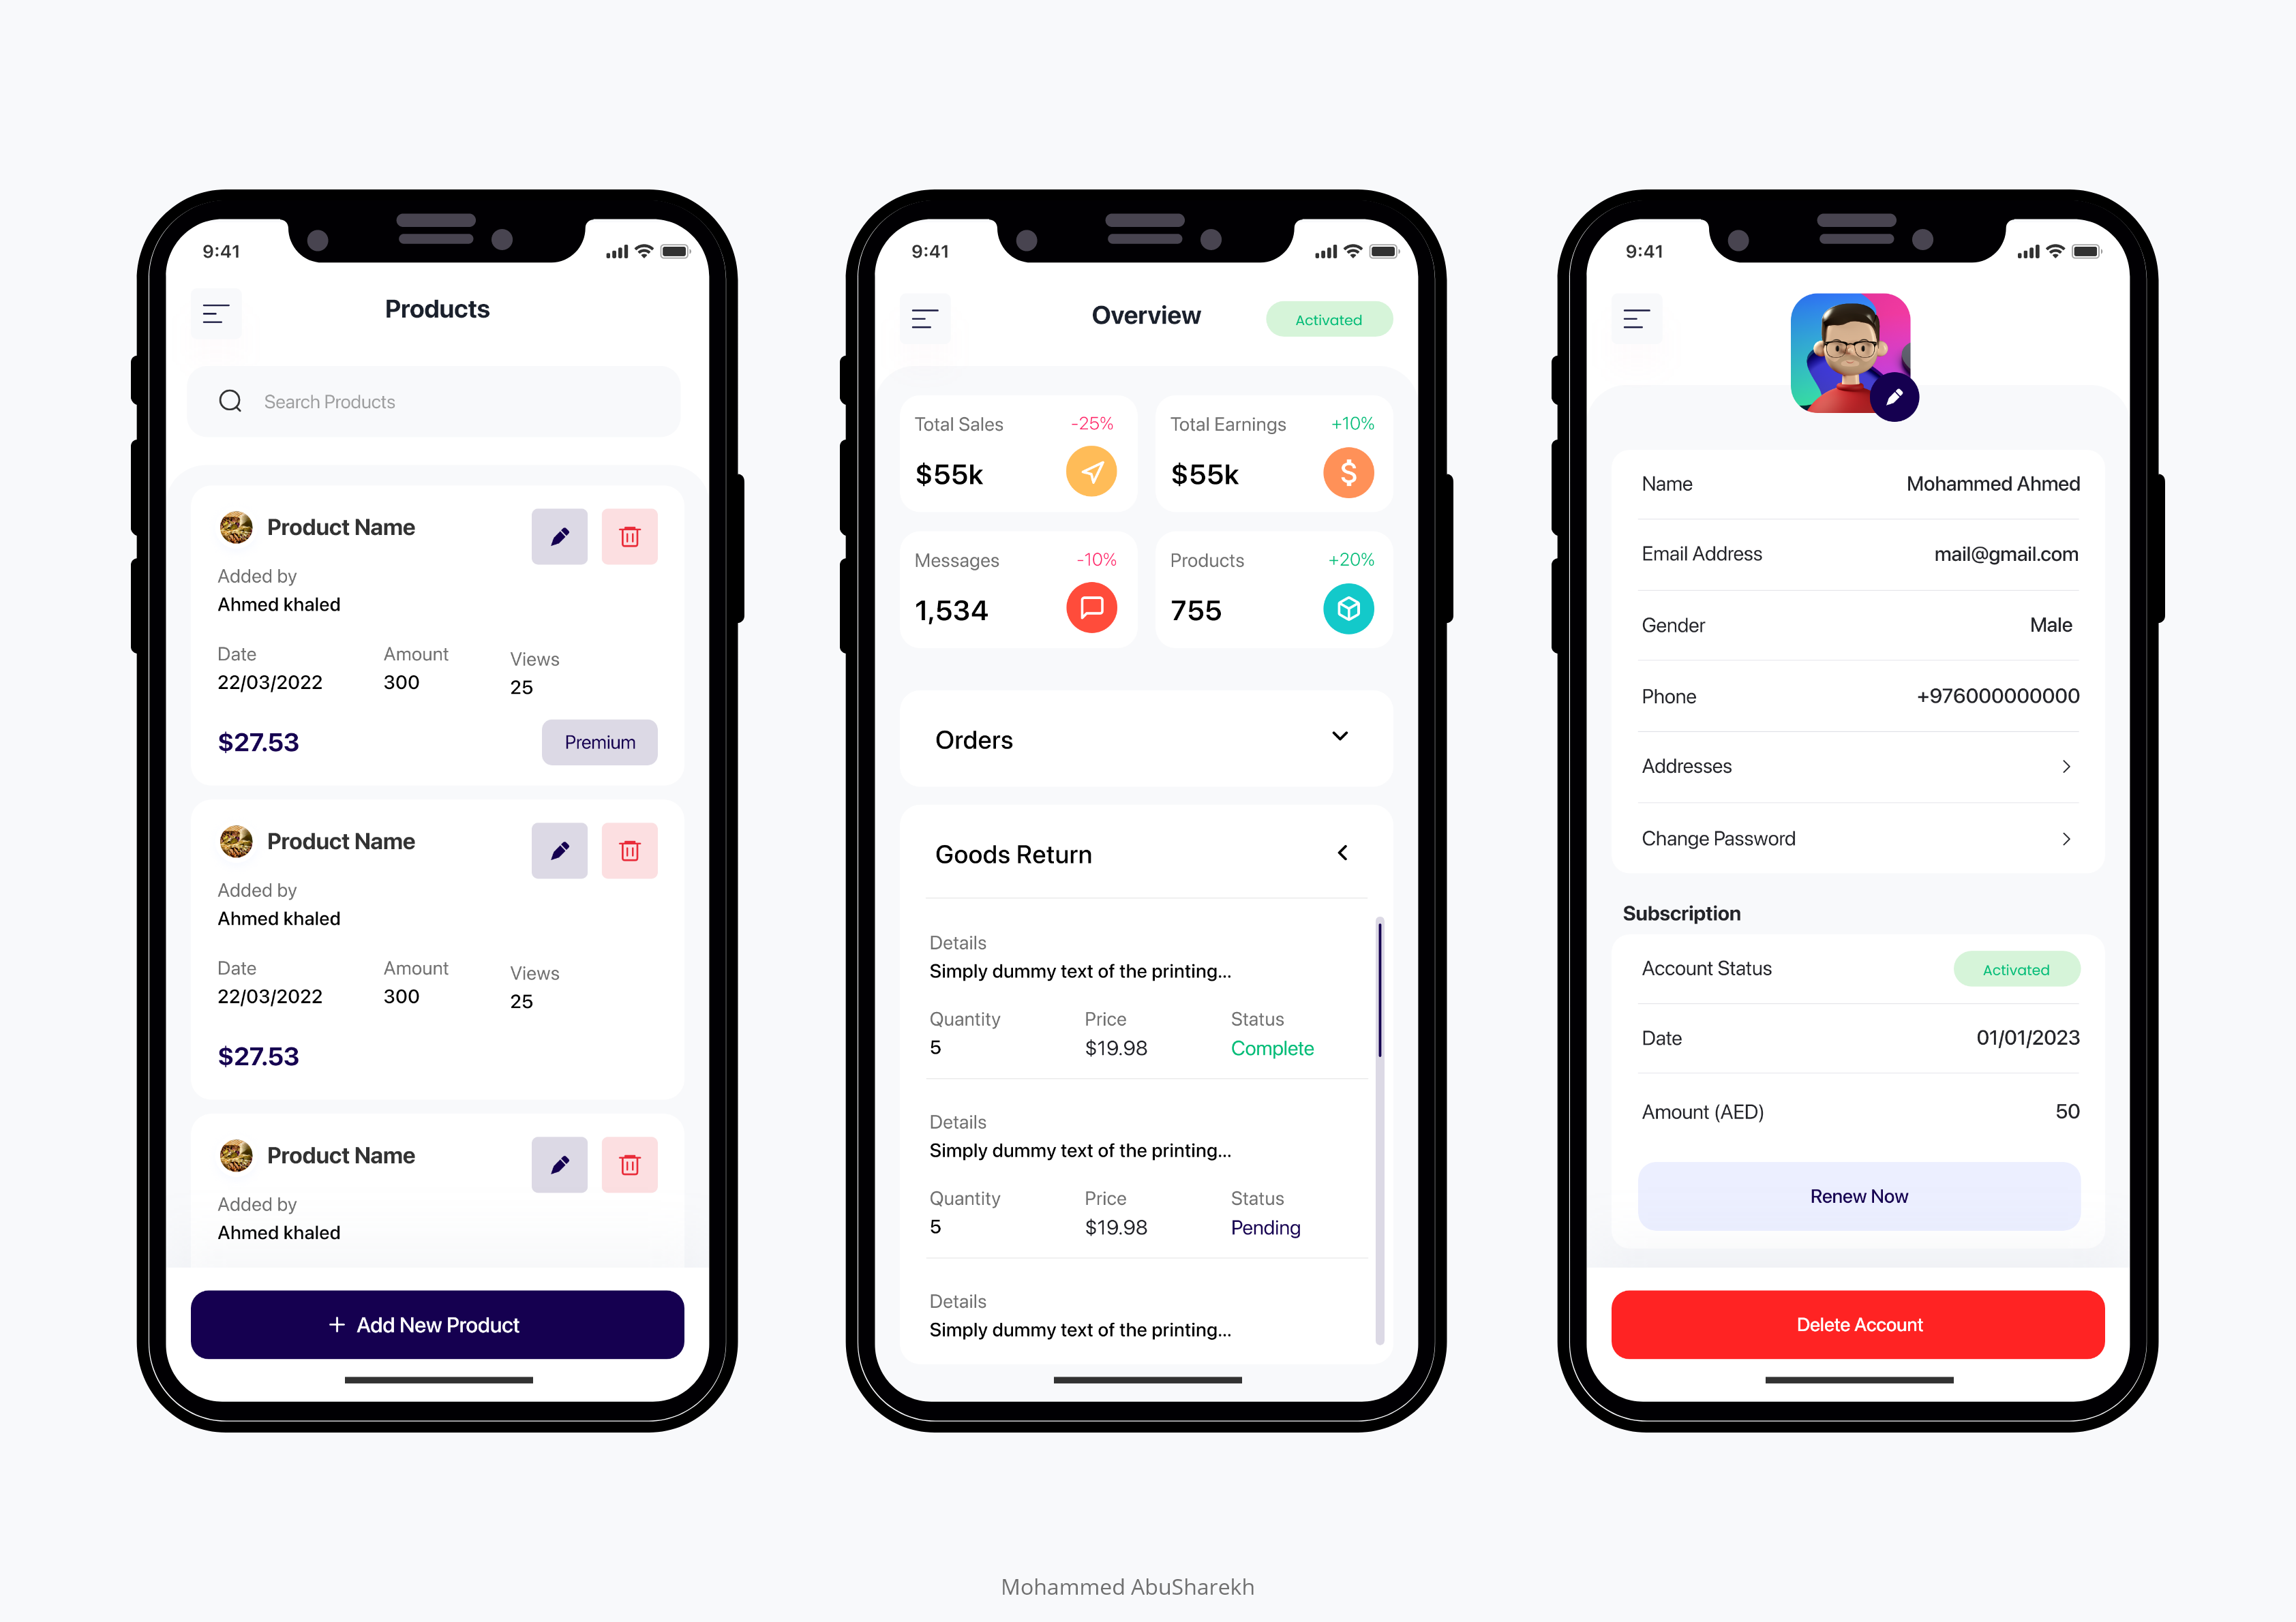 9:41
Products
Search Products
Product Name
Added by
Ahmed khaled
Date Amount Views
22/03/2022 300 25
$27.53 Premium
Product Name
Added by
Ahmed khaled
Date Amount Views
22/03/2022 300 25
$27.53
Product Name
Added by
Ahmed khaled
+ Add New Product
9:41
Overview Activated
Total Sales -25%
$55k
Total Earnings +10%
$55k
$
Messages -10%
1,534
Products +20%
755
Orders
Goods Return
Details
Simply dummy text of the printing...
Quantity Price Status
5 $19.98 Complete
Details
Simply dummy text of the printing...
Quantity Price Status
5 $19.98 Pending
Details
Simply dummy text of the printing...
9:41
Name Mohammed Ahmed
Email Address mail@gmail.com
Gender Male
Phone +976000000000
Addresses
Change Password
Subscription
Account Status Activated
Date 01/01/2023
Amount (AED) 50
Renew Now
Delete Account
Mohammed AbuSharekh